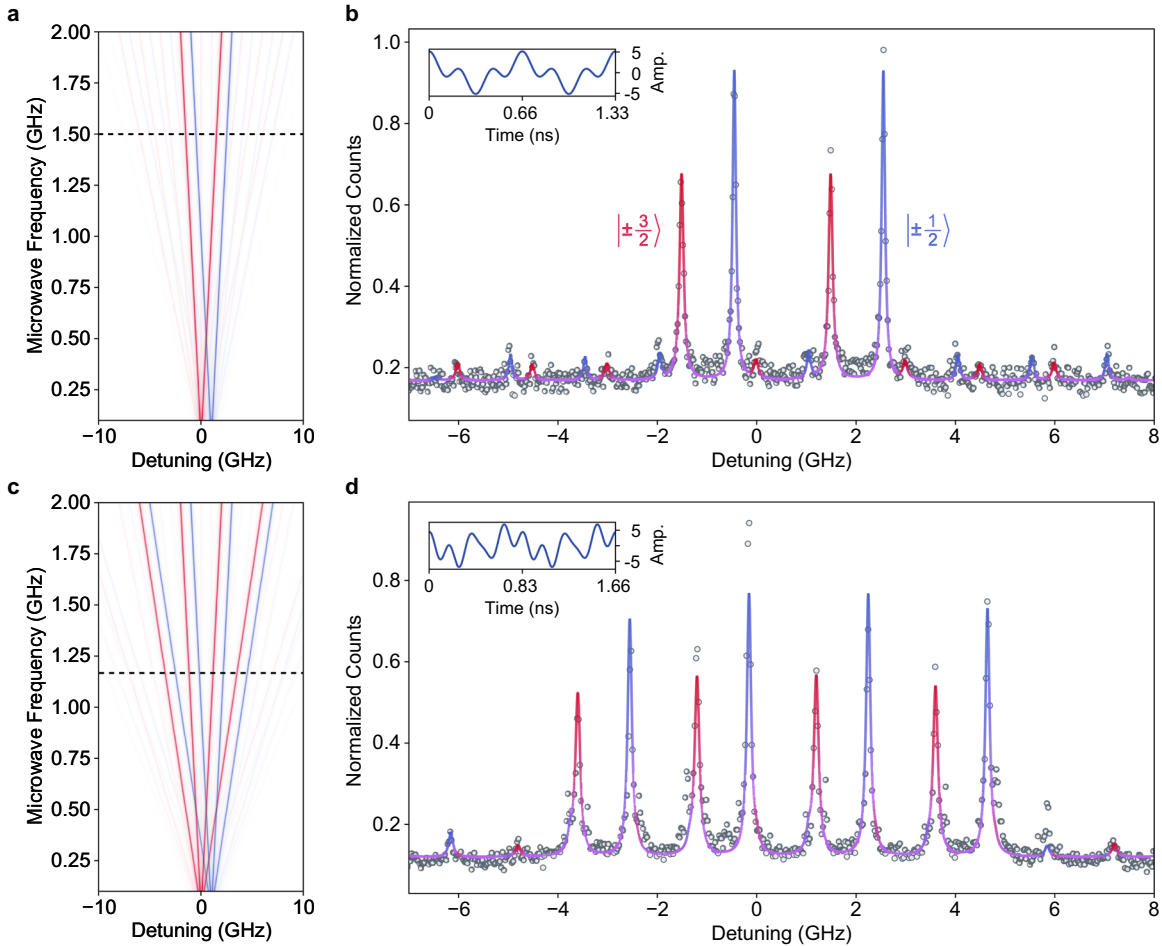 a
2.00
1.75
1.50
1.25
1.00
0.75
0.50
0.25
Microwave Frequency (GHz)
−10 0 10
Detuning (GHz)
b
1.0
0.8
0.6
0.4
0.2
Normalized Counts
5
0
-5
Amp.
0 0.66 1.33
Time (ns)
|± 3/2⟩
|± 1/2⟩
−6 −4 −2 0 2 4 6 8
Detuning (GHz)
c
2.00
1.75
1.50
1.25
1.00
0.75
0.50
0.25
Microwave Frequency (GHz)
−10 0 10
Detuning (GHz)
d
0.8
0.6
0.4
0.2
Normalized Counts
5
-5
Amp.
0 0.83 1.66
Time (ns)
−6 −4 −2 0 2 4 6 8
Detuning (GHz)